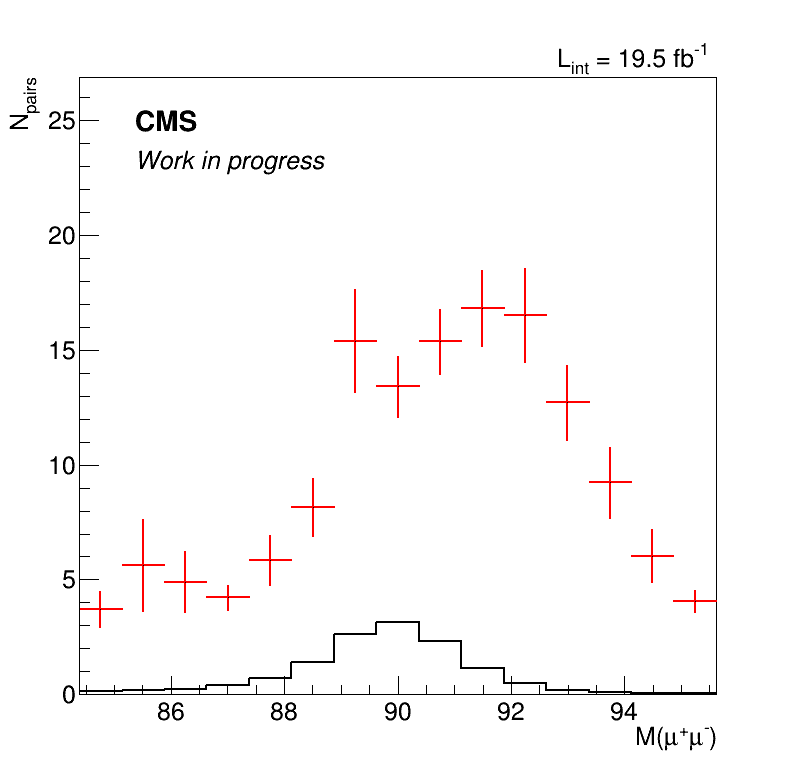 L_int = 19.5 fb^-1
N_pairs
CMS
Work in progress
25
20
15
10
5
0
86 88 90 92 94
M(μ⁺μ⁻)